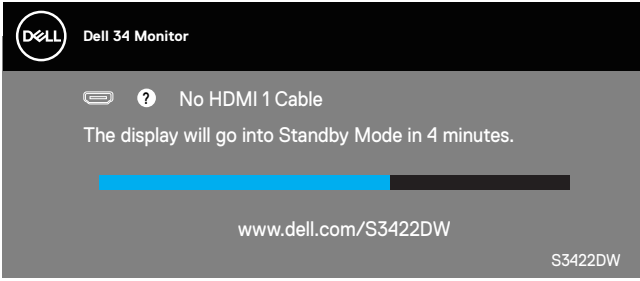 DELL Dell 34 Monitor
? No HDMI 1 Cable
The display will go into Standby Mode in 4 minutes.
www.dell.com/S3422DW
S3422DW